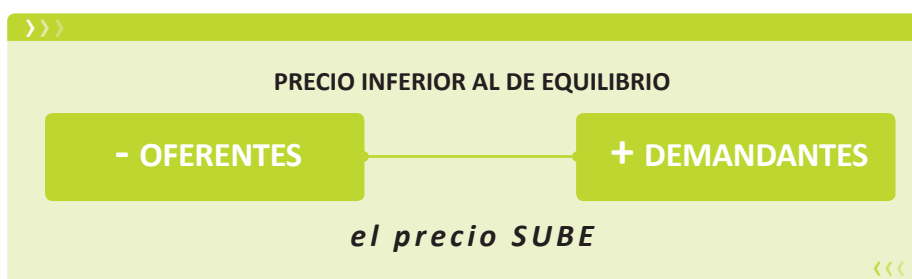 PRECIO INFERIOR AL DE EQUILIBRIO
- OFERENTES
+ DEMANDANTES
el precio SUBE